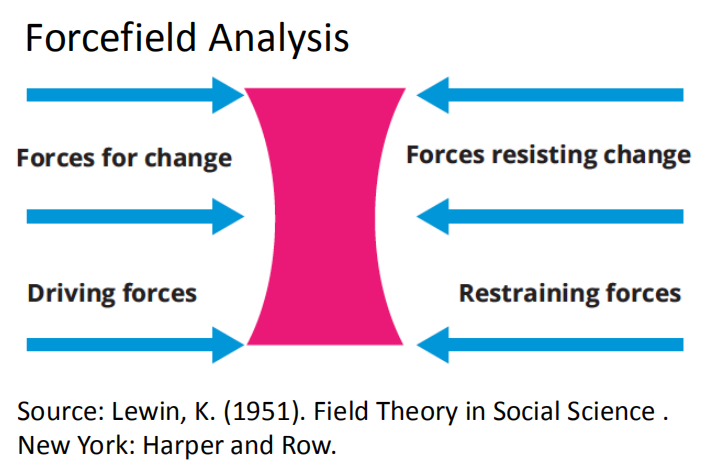 Forcefield Analysis
Forces for change
Forces resisting change
Driving forces
Restraining forces
Source: Lewin, K. (1951). Field Theory in Social Science .
New York: Harper and Row.